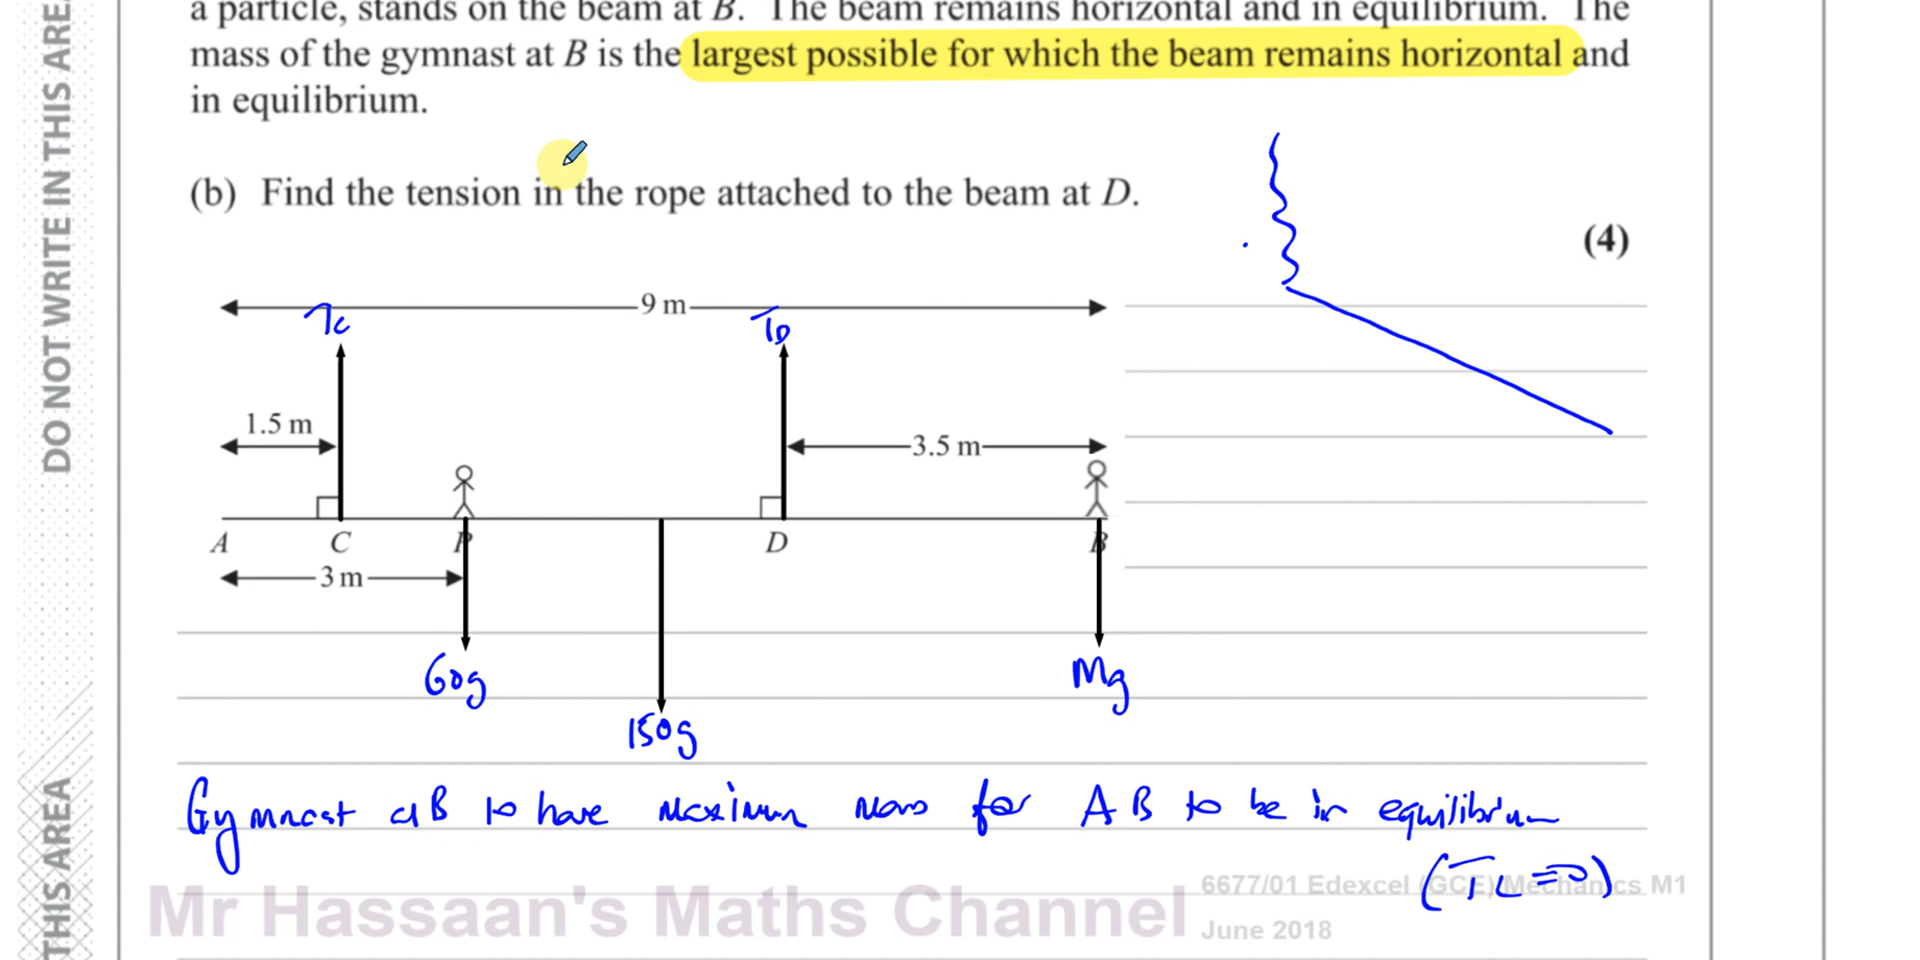 a particle, stands on the beam at B. The beam remains horizontal and in equilibrium. The
mass of the gymnast at B is the largest possible for which the beam remains horizontal and
in equilibrium.
(b) Find the tension in the rope attached to the beam at D.
(4)
9 m
Tc
TD
1.5 m
3.5 m
A C P D B
3 m
60g
150g
Mg
Gymnast at B to have maximum mass for AB to be in equilibrium
(Tc=0)
Mr Hassaan's Maths Channel
6677/01 Edexcel (GCE) Mechanics M1
June 2018
DO NOT WRITE IN THIS AREA
THIS AREA